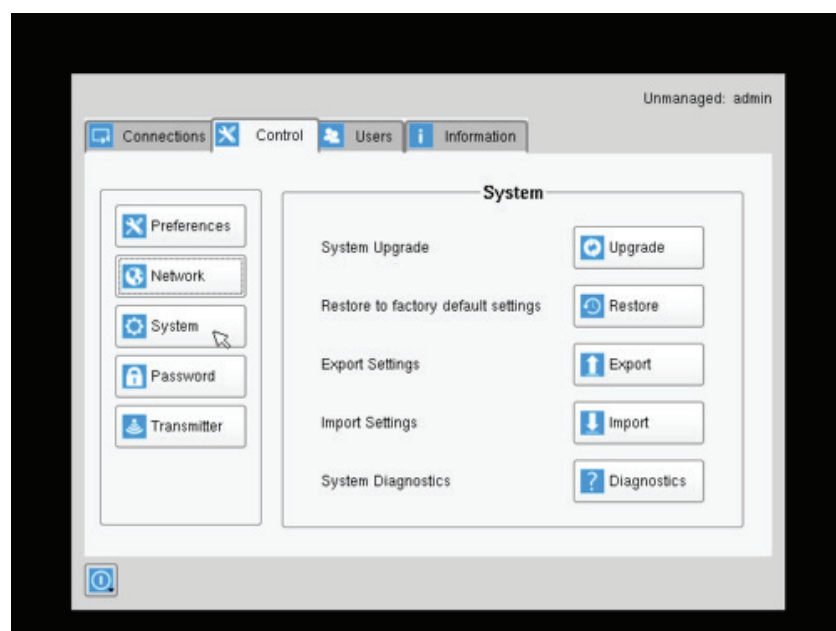 Unmanaged: admin
Connections Control Users Information
System
Preferences
Network
System
Password
Transmitter
System Upgrade Upgrade
Restore to factory default settings Restore
Export Settings Export
Import Settings Import
System Diagnostics Diagnostics